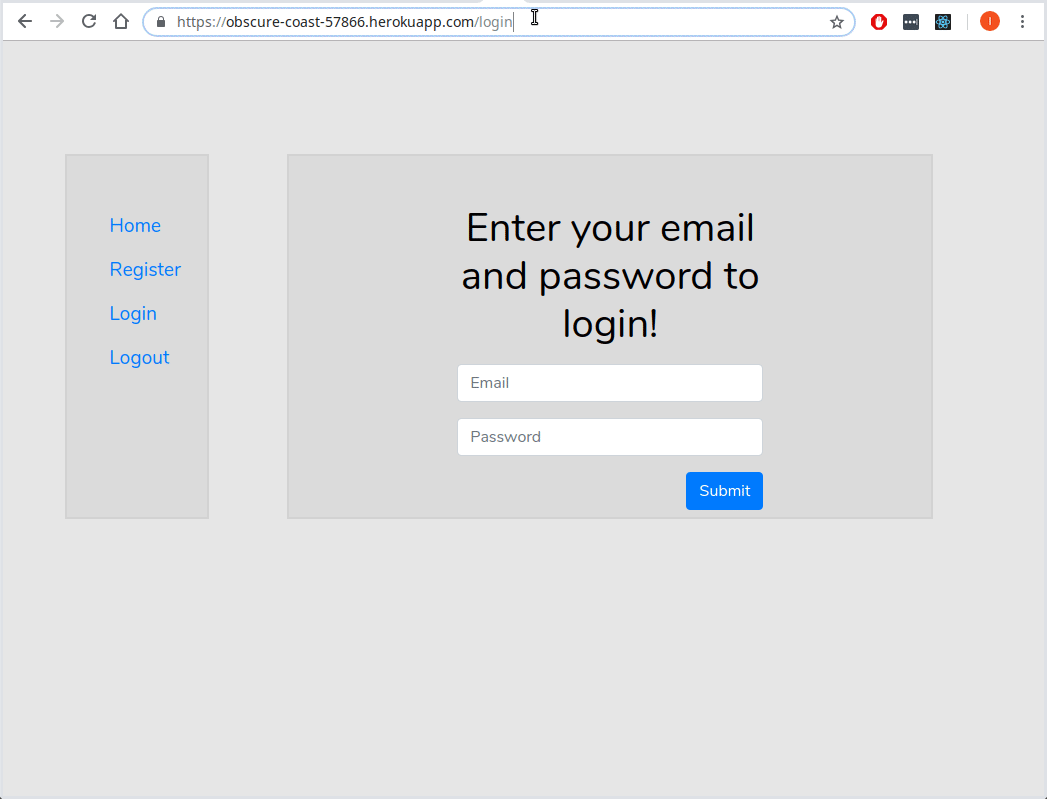 https://obscure-coast-57866.herokuapp.com/login
I
Home
Register
Login
Logout
Enter your email
and password to
login!
Email
Password
Submit